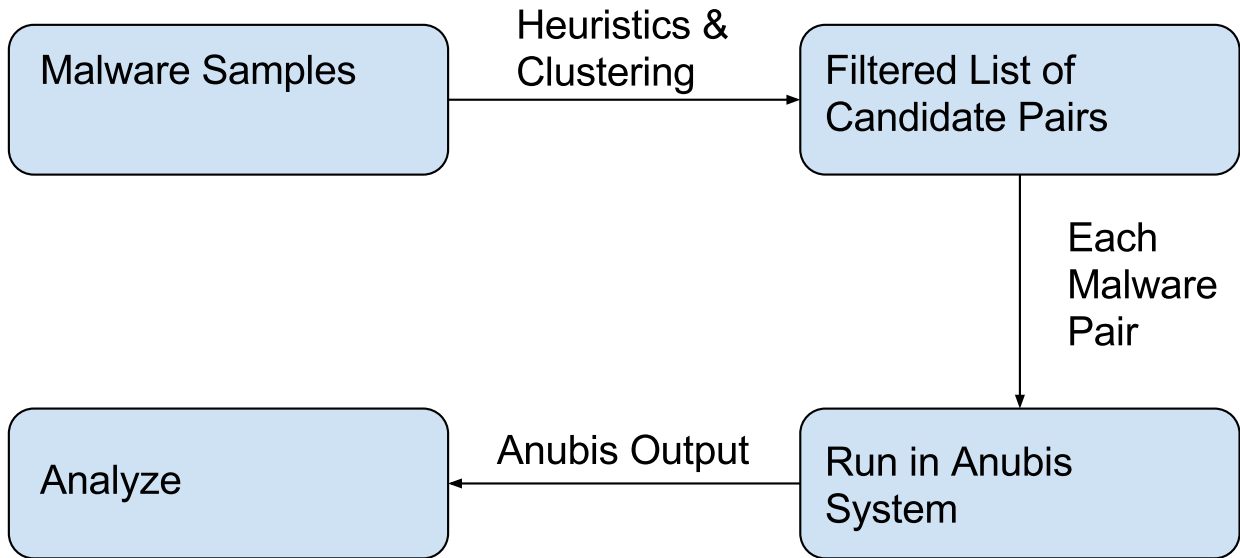 Malware Samples
Heuristics &
Clustering
Filtered List of
Candidate Pairs
Each
Malware
Pair
Run in Anubis
System
Anubis Output
Analyze